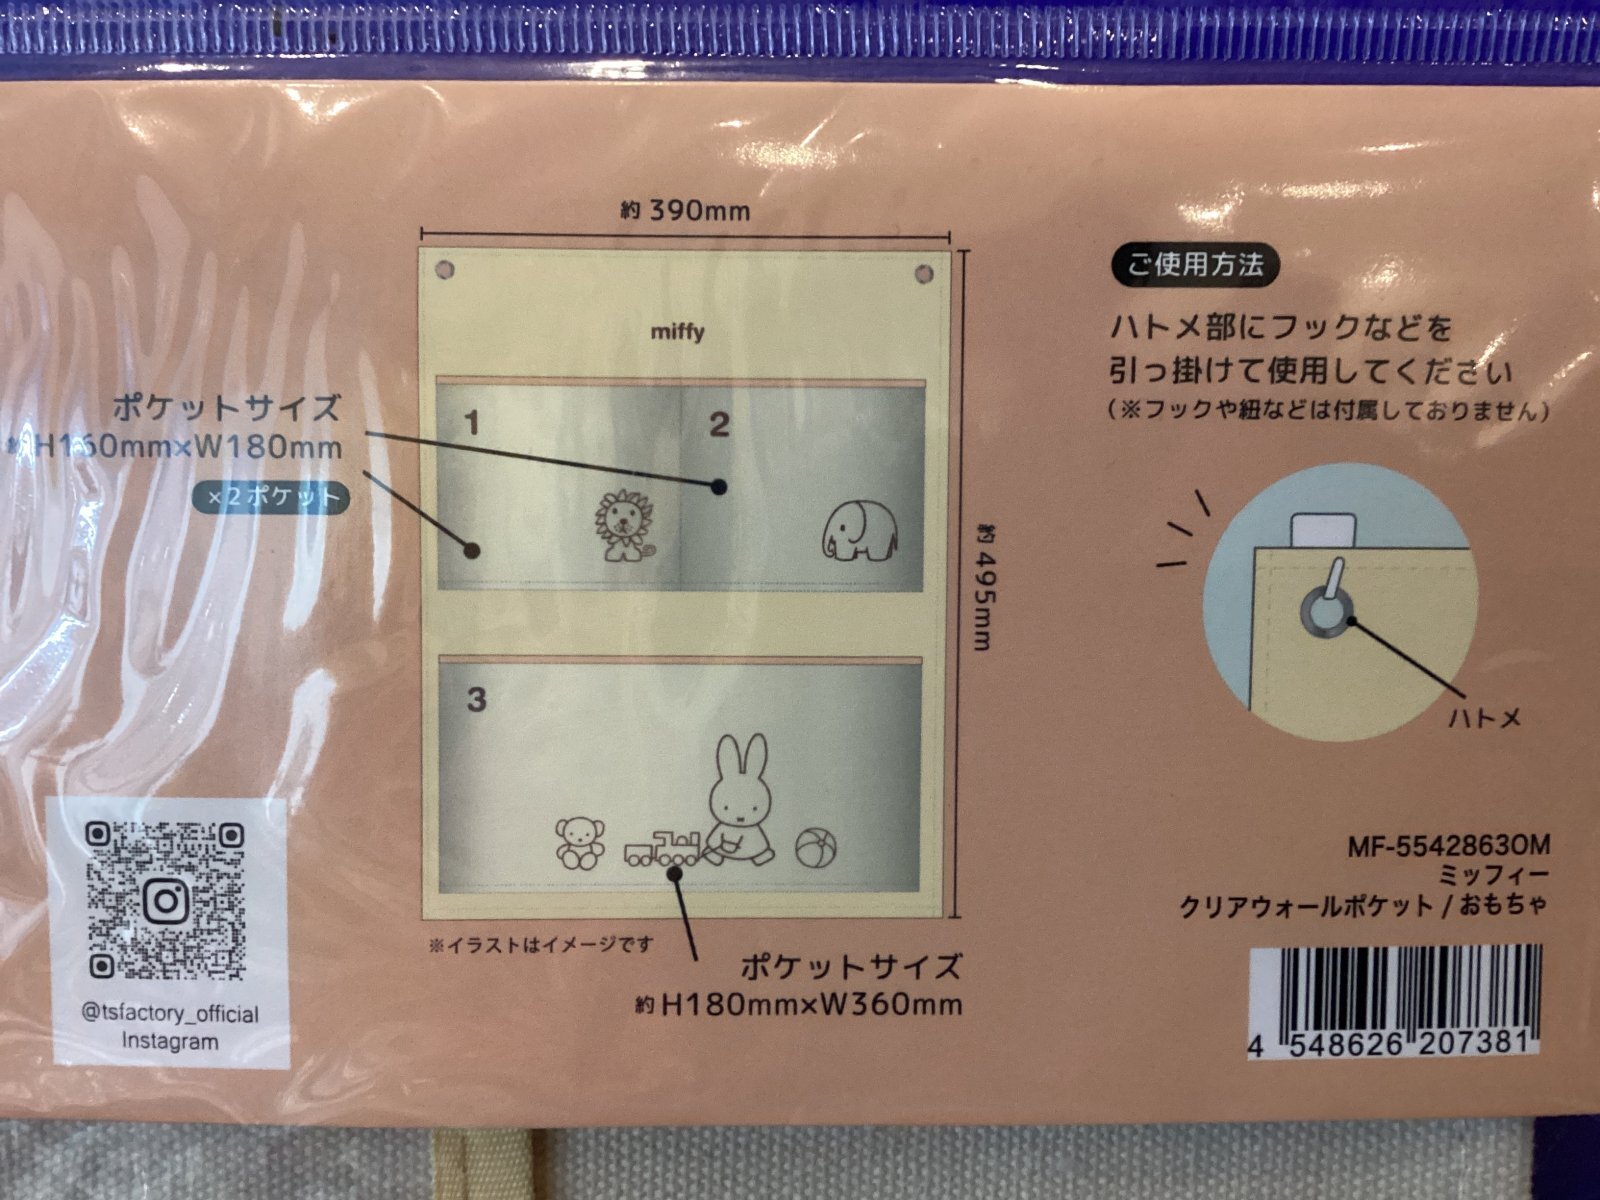 約 390mm
miffy
1
2
3
ポケットサイズ
約 H160mm×W180mm
×2ポケット
約 495mm
※イラストはイメージです
ポケットサイズ
約 H180mm×W360mm
@tsfactory_official
Instagram
ご使用方法
ハトメ部にフックなどを
引っ掛けて使用してください
（※フックや紐などは付属しておりません）
ハトメ
MF-5542863OM
ミッフィー
クリアウォールポケット / おもちゃ
4 548626 207381